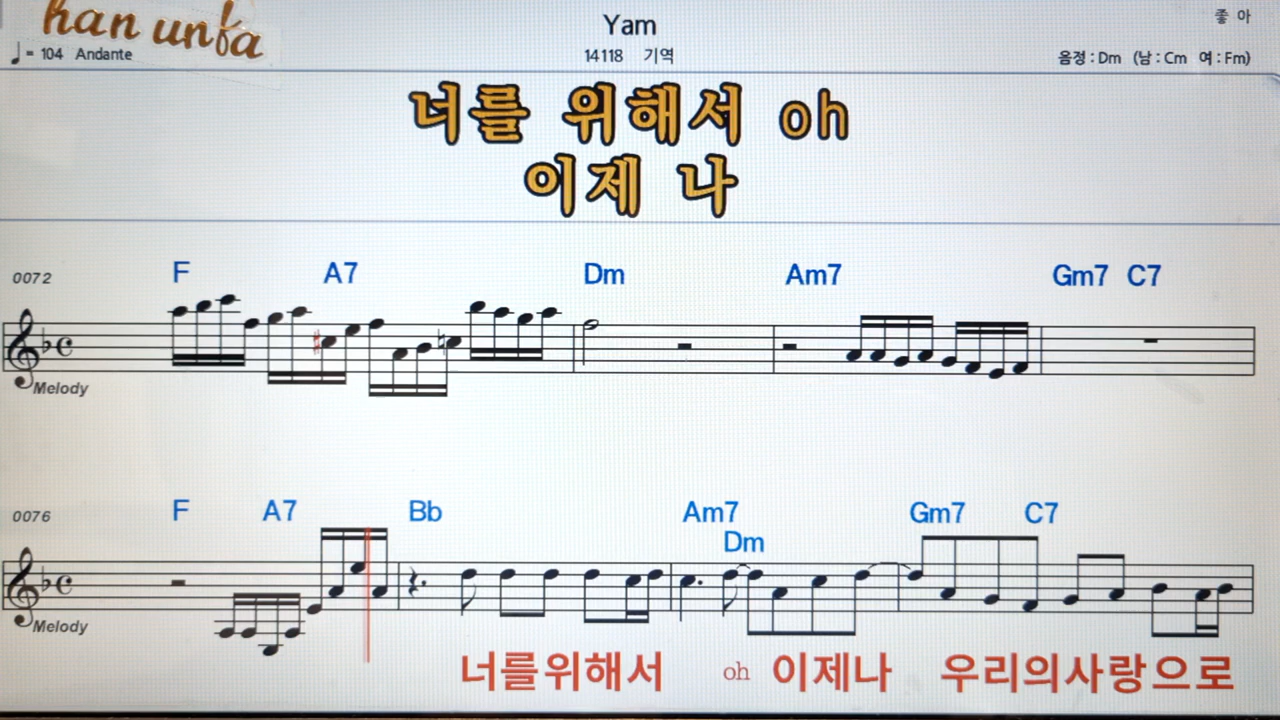 han unfa
Yam
좋 아
♩= 104 Andante
14118 기역
음정 : Dm (남 : Cm 여 : Fm)
너를 위해서 oh
이제 나
F A7 Dm Am7 Gm7 C7
0072
Melody
F A7 Bb Am7 Gm7 C7
0076
Dm
Melody
너를위해서 oh 이제나 우리의사랑으로